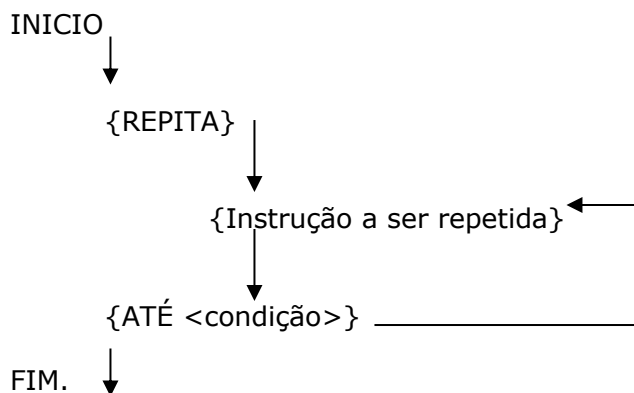 INICIO
{REPITA}
{Instrução a ser repetida}
{ATÉ <condição>}
FIM.